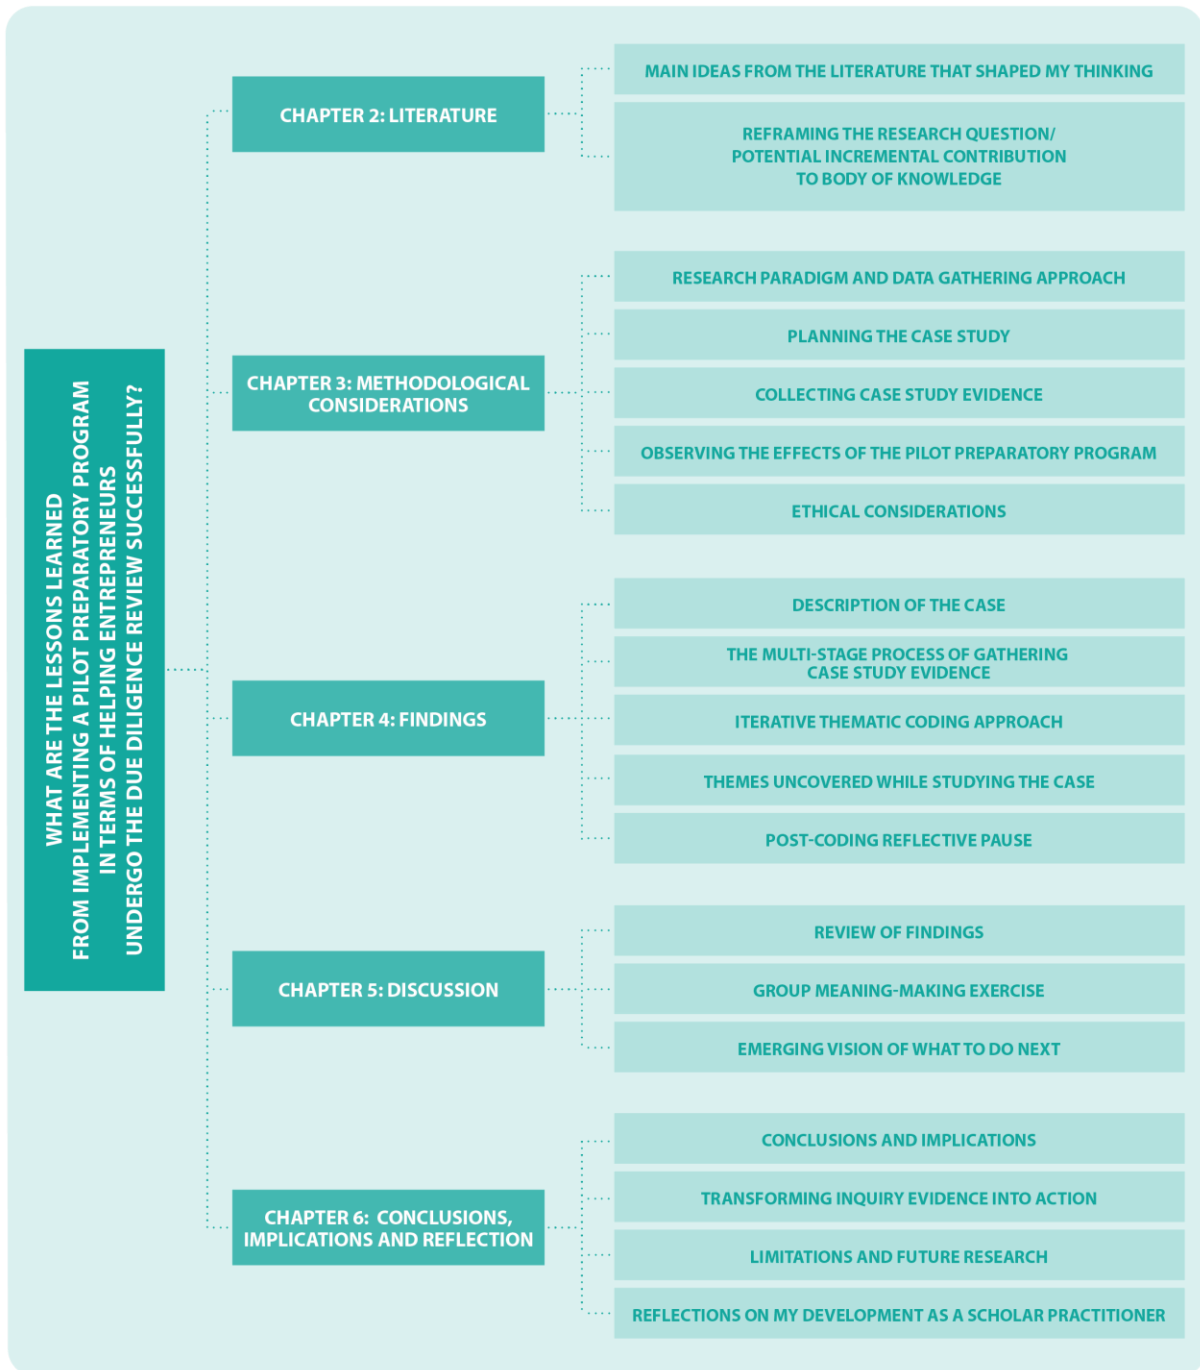 WHAT ARE THE LESSONS LEARNED
FROM IMPLEMENTING A PILOT PREPARATORY PROGRAM
IN TERMS OF HELPING ENTREPRENEURS
UNDERGO THE DUE DILIGENCE REVIEW SUCCESSFULLY?
CHAPTER 2: LITERATURE
MAIN IDEAS FROM THE LITERATURE THAT SHAPED MY THINKING
REFRAMING THE RESEARCH QUESTION/
POTENTIAL INCREMENTAL CONTRIBUTION
TO BODY OF KNOWLEDGE
CHAPTER 3: METHODOLOGICAL
CONSIDERATIONS
RESEARCH PARADIGM AND DATA GATHERING APPROACH
PLANNING THE CASE STUDY
COLLECTING CASE STUDY EVIDENCE
OBSERVING THE EFFECTS OF THE PILOT PREPARATORY PROGRAM
ETHICAL CONSIDERATIONS
CHAPTER 4: FINDINGS
DESCRIPTION OF THE CASE
THE MULTI-STAGE PROCESS OF GATHERING
CASE STUDY EVIDENCE
ITERATIVE THEMATIC CODING APPROACH
THEMES UNCOVERED WHILE STUDYING THE CASE
POST-CODING REFLECTIVE PAUSE
CHAPTER 5: DISCUSSION
REVIEW OF FINDINGS
GROUP MEANING-MAKING EXERCISE
EMERGING VISION OF WHAT TO DO NEXT
CHAPTER 6: CONCLUSIONS,
IMPLICATIONS AND REFLECTION
CONCLUSIONS AND IMPLICATIONS
TRANSFORMING INQUIRY EVIDENCE INTO ACTION
LIMITATIONS AND FUTURE RESEARCH
REFLECTIONS ON MY DEVELOPMENT AS A SCHOLAR PRACTITIONER